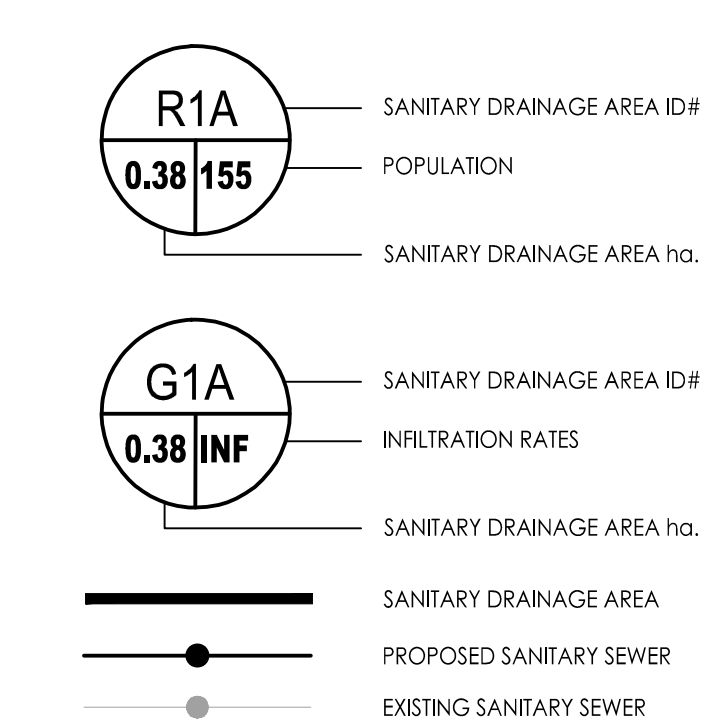 R1A
SANITARY DRAINAGE AREA ID#
0.38 155
POPULATION
SANITARY DRAINAGE AREA ha.
G1A
SANITARY DRAINAGE AREA ID#
0.38 INF
INFILTRATION RATES
SANITARY DRAINAGE AREA ha.
SANITARY DRAINAGE AREA
PROPOSED SANITARY SEWER
EXISTING SANITARY SEWER